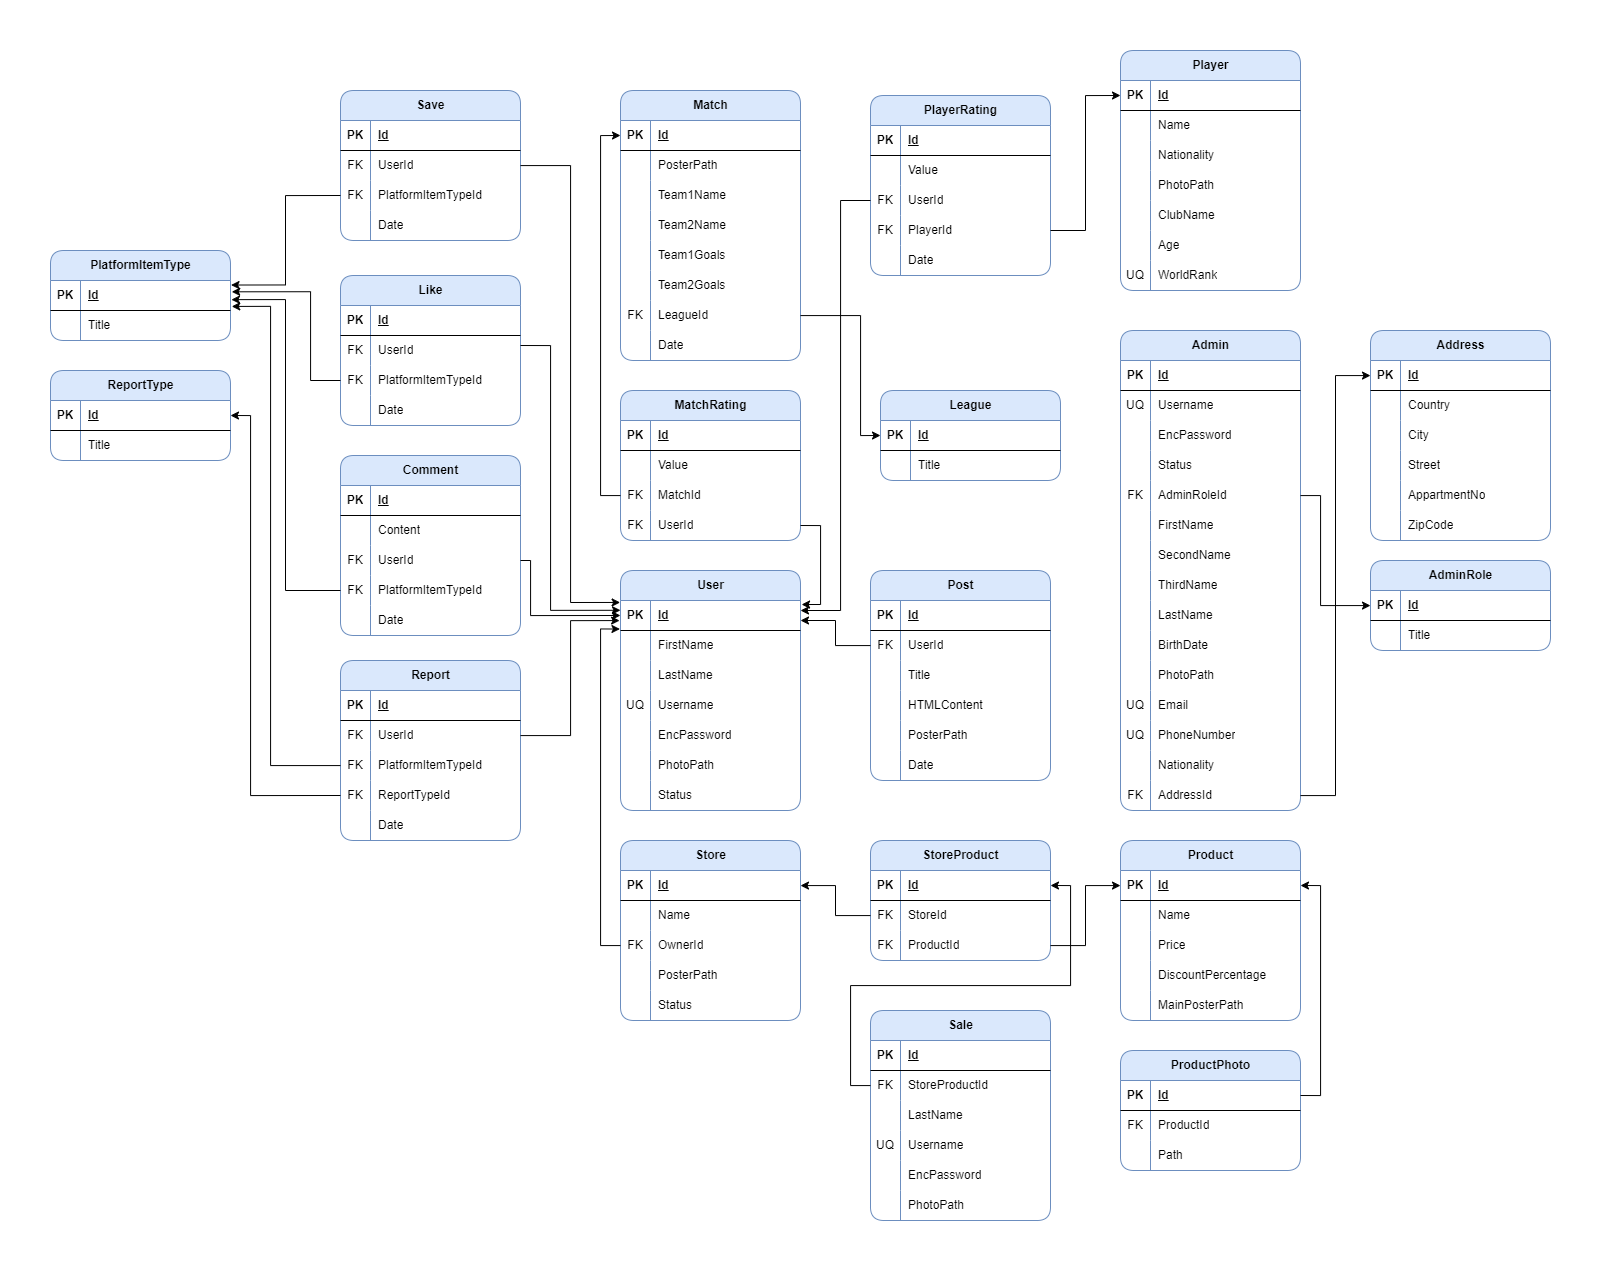 Player
PK Id
Name
Nationality
PhotoPath
ClubName
Age
UQ WorldRank
Save
PK Id
FK UserId
FK PlatformItemTypeId
Date
Match
PK Id
PosterPath
Team1Name
Team2Name
Team1Goals
Team2Goals
FK LeagueId
Date
PlayerRating
PK Id
Value
FK UserId
FK PlayerId
Date
PlatformItemType
PK Id
Title
Like
PK Id
FK UserId
FK PlatformItemTypeId
Date
Admin
PK Id
UQ Username
EncPassword
Status
FK AdminRoleId
FirstName
SecondName
ThirdName
LastName
BirthDate
PhotoPath
UQ Email
UQ PhoneNumber
Nationality
FK AddressId
Address
PK Id
Country
City
Street
AppartmentNo
ZipCode
ReportType
PK Id
Title
MatchRating
PK Id
Value
FK MatchId
FK UserId
League
PK Id
Title
Comment
PK Id
Content
FK UserId
FK PlatformItemTypeId
Date
User
PK Id
FirstName
LastName
UQ Username
EncPassword
PhotoPath
Status
Post
PK Id
FK UserId
Title
HTMLContent
PosterPath
Date
AdminRole
PK Id
Title
Report
PK Id
FK UserId
FK PlatformItemTypeId
FK ReportTypeId
Date
Store
PK Id
Name
FK OwnerId
PosterPath
Status
StoreProduct
PK Id
FK StoreId
FK ProductId
Product
PK Id
Name
Price
DiscountPercentage
MainPosterPath
Sale
PK Id
FK StoreProductId
LastName
UQ Username
EncPassword
PhotoPath
ProductPhoto
PK Id
FK ProductId
Path